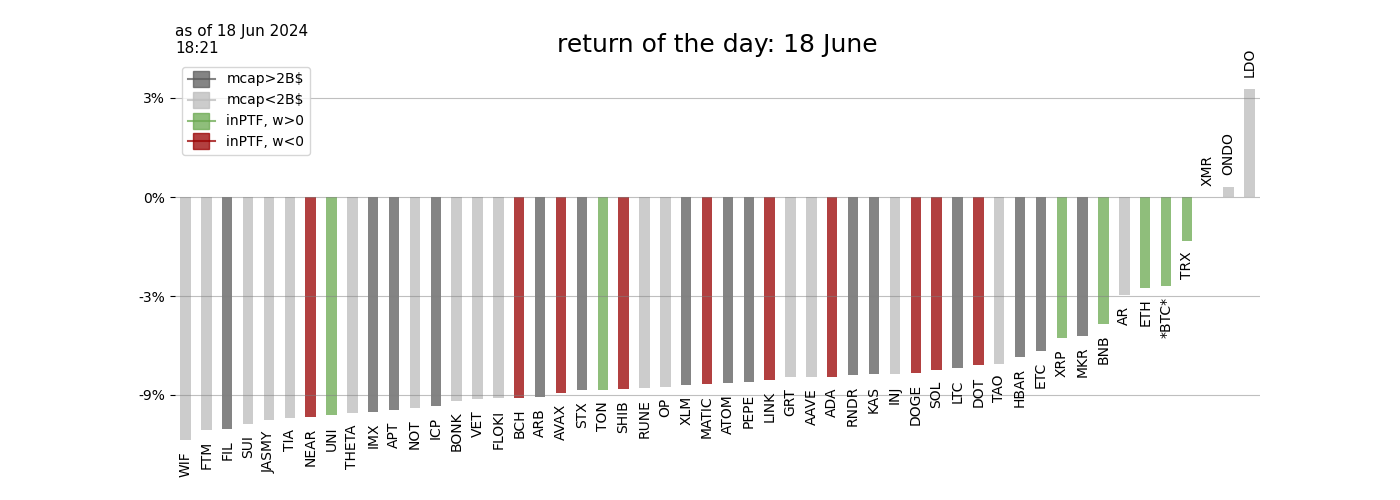 as of 18 Jun 2024
18:21
return of the day: 18 June
mcap>2B$
mcap<2B$
inPTF, w>0
inPTF, w<0
3%
0%
-3%
-9%
WIF
FTM
FIL
SUI
JASMY
TIA
NEAR
UNI
THETA
IMX
APT
NOT
ICP
BONK
VET
FLOKI
BCH
ARB
AVAX
STX
TON
SHIB
RUNE
OP
XLM
MATIC
ATOM
PEPE
LINK
GRT
AAVE
ADA
RNDR
KAS
INJ
DOGE
SOL
LTC
DOT
TAO
HBAR
ETC
XRP
MKR
BNB
AR
ETH
*BTC*
TRX
XMR
ONDO
LDO